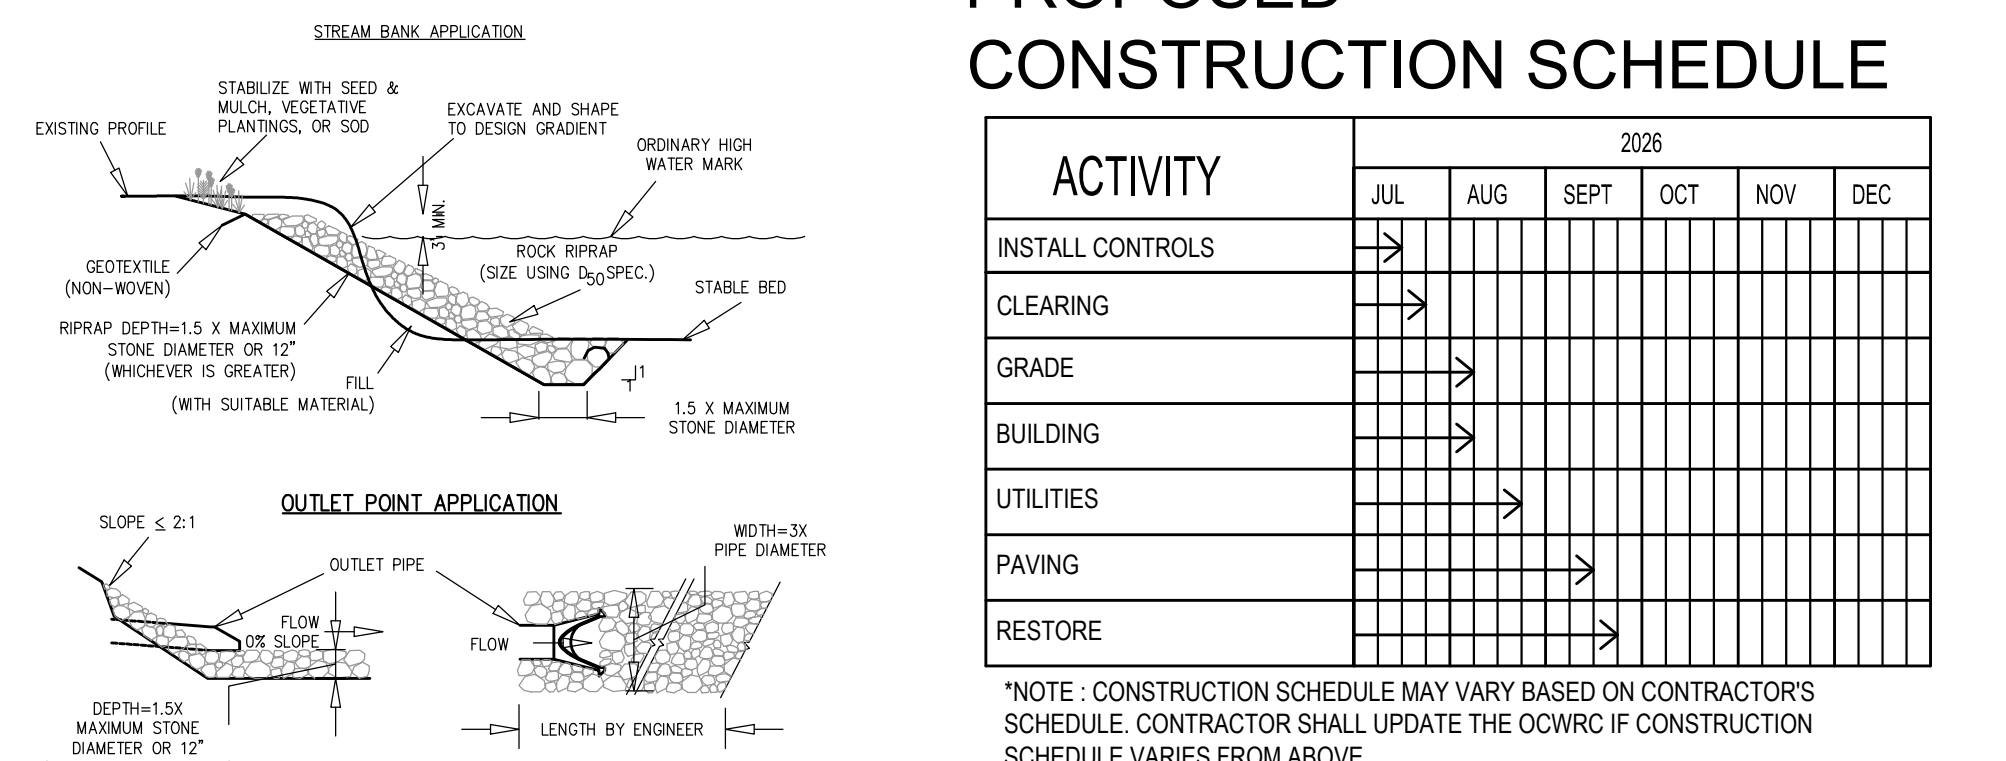 STREAM BANK APPLICATION
STABILIZE WITH SEED &
MULCH, VEGETATIVE
PLANTINGS, OR SOD
EXISTING PROFILE
EXCAVATE AND SHAPE
TO DESIGN GRADIENT
ORDINARY HIGH
WATER MARK
3' MIN.
ROCK RIPRAP
(SIZE USING D50 SPEC.)
GEOTEXTILE
(NON-WOVEN)
STABLE BED
RIPRAP DEPTH=1.5 X MAXIMUM
STONE DIAMETER OR 12"
(WHICHEVER IS GREATER)
FILL
(WITH SUITABLE MATERIAL)
1
1
1.5 X MAXIMUM
STONE DIAMETER
OUTLET POINT APPLICATION
SLOPE ≤ 2:1
OUTLET PIPE
WIDTH=3X
PIPE DIAMETER
FLOW
0% SLOPE
FLOW
DEPTH=1.5X
MAXIMUM STONE
DIAMETER OR 12"
LENGTH BY ENGINEER
PROPOSED
CONSTRUCTION SCHEDULE
ACTIVITY
2026
JUL AUG SEPT OCT NOV DEC
INSTALL CONTROLS
CLEARING
GRADE
BUILDING
UTILITIES
PAVING
RESTORE
*NOTE : CONSTRUCTION SCHEDULE MAY VARY BASED ON CONTRACTOR'S
SCHEDULE. CONTRACTOR SHALL UPDATE THE OCWRC IF CONSTRUCTION
SCHEDULE VARIES FROM ABOVE